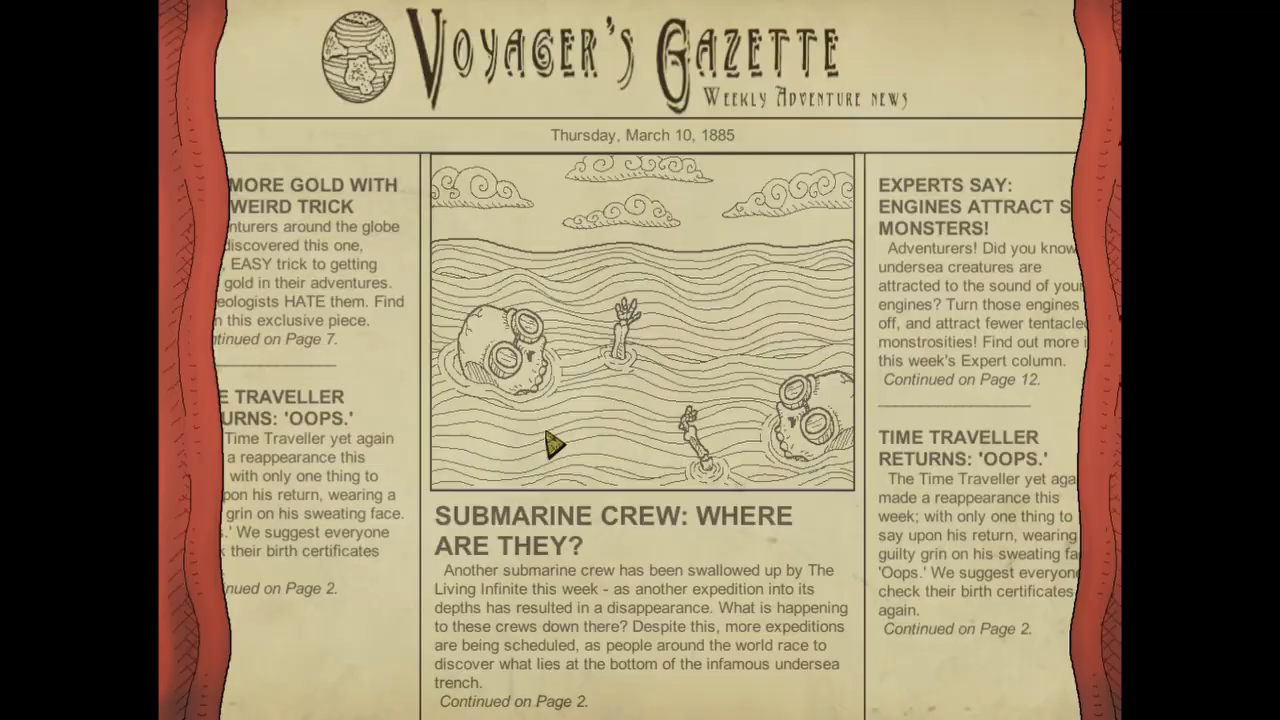 VOYAGER'S GAZETTE
WEEKLY ADVENTURE NEWS
Thursday, March 10, 1885
MORE GOLD WITH
WEIRD TRICK
around the globe
discovered this one,
EASY trick to getting
gold in their adventures.
HATE them. Find
this exclusive piece.
on Page 7.
TRAVELLER
'OOPS.'
Time Traveller yet again
a reappearance this
with only one thing to
his return, wearing a
grin on his sweating face.
We suggest everyone
their birth certificates
on Page 2.
SUBMARINE CREW: WHERE
ARE THEY?
Another submarine crew has been swallowed up by The
Living Infinite this week - as another expedition into its
depths has resulted in a disappearance. What is happening
to these crews down there? Despite this, more expeditions
are being scheduled, as people around the world race to
discover what lies at the bottom of the infamous undersea
trench.
Continued on Page 2.
EXPERTS SAY:
ENGINES ATTRACT
MONSTERS!
Adventurers! Did you know
undersea creatures are
attracted to the sound of your
engines? Turn those engines
off, and attract fewer
monstrosities! Find out more
this week's Expert column.
Continued on Page 12.
TIME TRAVELLER
RETURNS: 'OOPS.'
The Time Traveller yet
made a reappearance this
week; with only one thing to
say upon his return, wearing
guilty grin on his sweating
'Oops.' We suggest everyone
check their birth certificates
again.
Continued on Page 2.